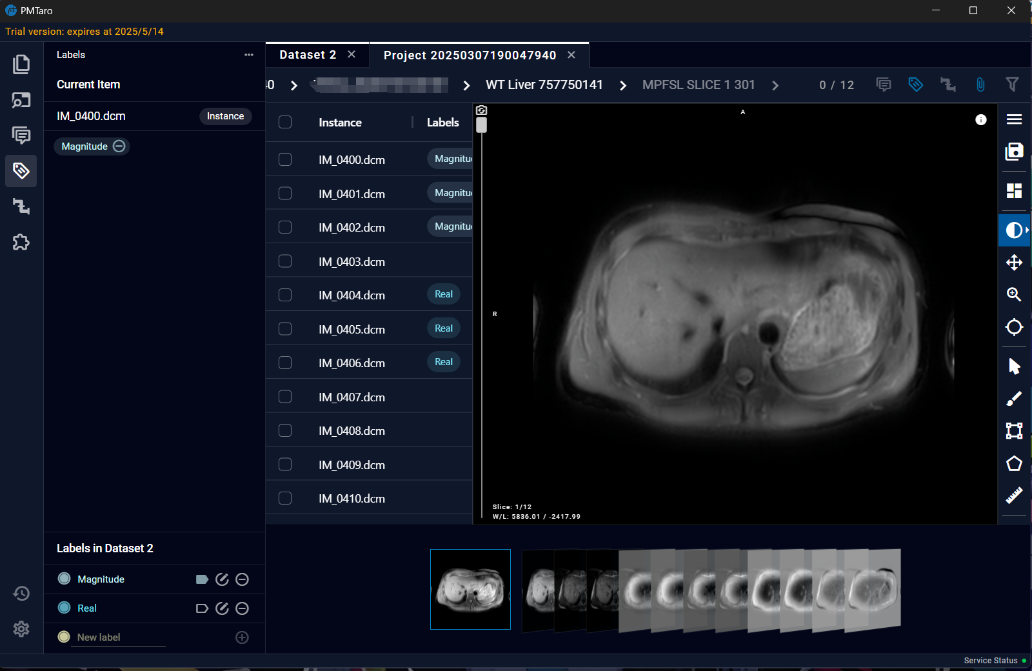 PMTaro
Trial version: expires at 2025/5/14
Labels
Dataset 2
Project 20250307190047940
Current Item
WT Liver 757750141
MPFSL SLICE 1 301
0 / 12
IM_0400.dcm
Instance
Magnitude
Instance
Labels
IM_0400.dcm
Magnitu
IM_0401.dcm
Magnitu
IM_0402.dcm
Magnitu
IM_0403.dcm
IM_0404.dcm
Real
IM_0405.dcm
Real
IM_0406.dcm
Real
IM_0407.dcm
IM_0408.dcm
IM_0409.dcm
IM_0410.dcm
A
R
Slice: 1/12
W/L: 5836.01 / -2417.99
Labels in Dataset 2
Magnitude
Real
New label
Service Status